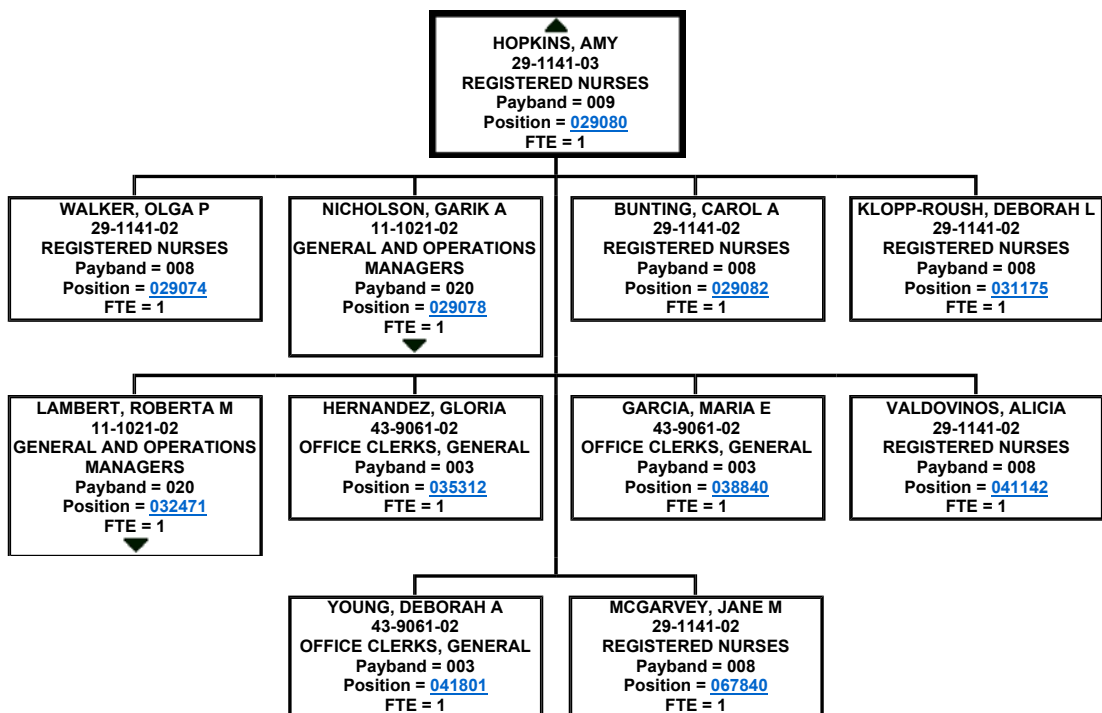 HOPKINS, AMY
29-1141-03
REGISTERED NURSES
Payband = 009
Position = 029080
FTE = 1
WALKER, OLGA P
29-1141-02
REGISTERED NURSES
Payband = 008
Position = 029074
FTE = 1
NICHOLSON, GARIK A
11-1021-02
GENERAL AND OPERATIONS
MANAGERS
Payband = 020
Position = 029078
FTE = 1
BUNTING, CAROL A
29-1141-02
REGISTERED NURSES
Payband = 008
Position = 029082
FTE = 1
KLOPP-ROUSH, DEBORAH L
29-1141-02
REGISTERED NURSES
Payband = 008
Position = 031175
FTE = 1
LAMBERT, ROBERTA M
11-1021-02
GENERAL AND OPERATIONS
MANAGERS
Payband = 020
Position = 032471
FTE = 1
HERNANDEZ, GLORIA
43-9061-02
OFFICE CLERKS, GENERAL
Payband = 003
Position = 035312
FTE = 1
GARCIA, MARIA E
43-9061-02
OFFICE CLERKS, GENERAL
Payband = 003
Position = 038840
FTE = 1
VALDOVINOS, ALICIA
29-1141-02
REGISTERED NURSES
Payband = 008
Position = 041142
FTE = 1
YOUNG, DEBORAH A
43-9061-02
OFFICE CLERKS, GENERAL
Payband = 003
Position = 041801
FTE = 1
MCGARVEY, JANE M
29-1141-02
REGISTERED NURSES
Payband = 008
Position = 067840
FTE = 1